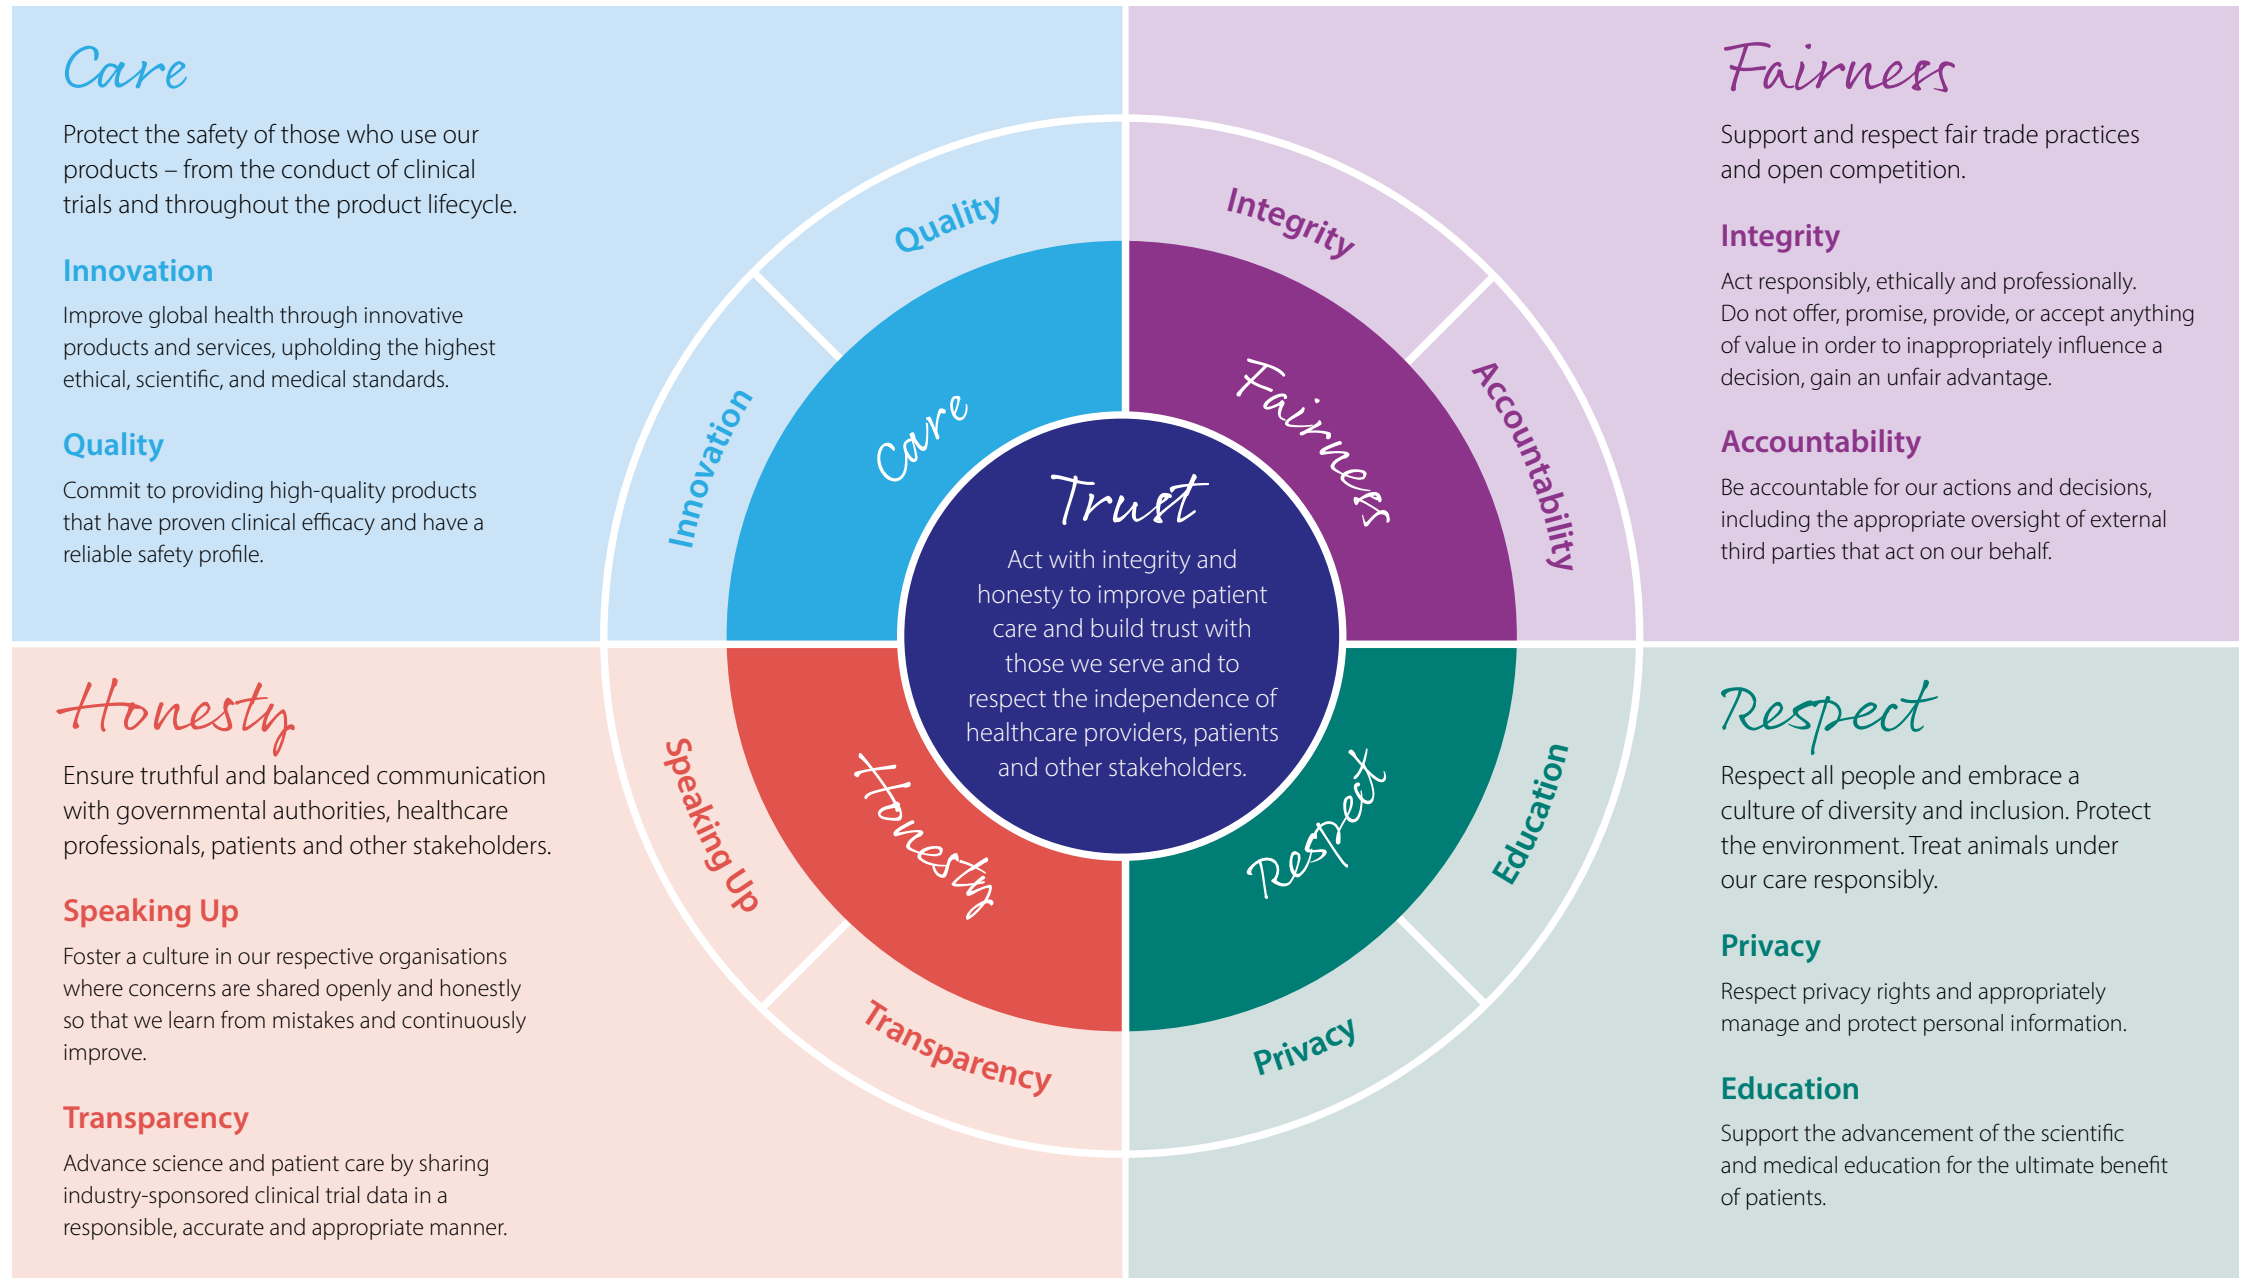 Care
Protect the safety of those who use our
products – from the conduct of clinical
trials and throughout the product lifecycle.
Innovation
Improve global health through innovative
products and services, upholding the highest
ethical, scientific, and medical standards.
Quality
Commit to providing high-quality products
that have proven clinical efficacy and have a
reliable safety profile.
Fairness
Support and respect fair trade practices
and open competition.
Integrity
Act responsibly, ethically and professionally.
Do not offer, promise, provide, or accept anything
of value in order to inappropriately influence a
decision, gain an unfair advantage.
Accountability
Be accountable for our actions and decisions,
including the appropriate oversight of external
third parties that act on our behalf.
Quality
Innovation
Care
Integrity
Accountability
Fairness
Trust
Act with integrity and
honesty to improve patient
care and build trust with
those we serve and to
respect the independence of
healthcare providers, patients
and other stakeholders.
Speaking Up
Transparency
Honesty
Education
Privacy
Respect
Honesty
Ensure truthful and balanced communication
with governmental authorities, healthcare
professionals, patients and other stakeholders.
Speaking Up
Foster a culture in our respective organisations
where concerns are shared openly and honestly
so that we learn from mistakes and continuously
improve.
Transparency
Advance science and patient care by sharing
industry-sponsored clinical trial data in a
responsible, accurate and appropriate manner.
Respect
Respect all people and embrace a
culture of diversity and inclusion. Protect
the environment. Treat animals under
our care responsibly.
Privacy
Respect privacy rights and appropriately
manage and protect personal information.
Education
Support the advancement of the scientific
and medical education for the ultimate benefit
of patients.